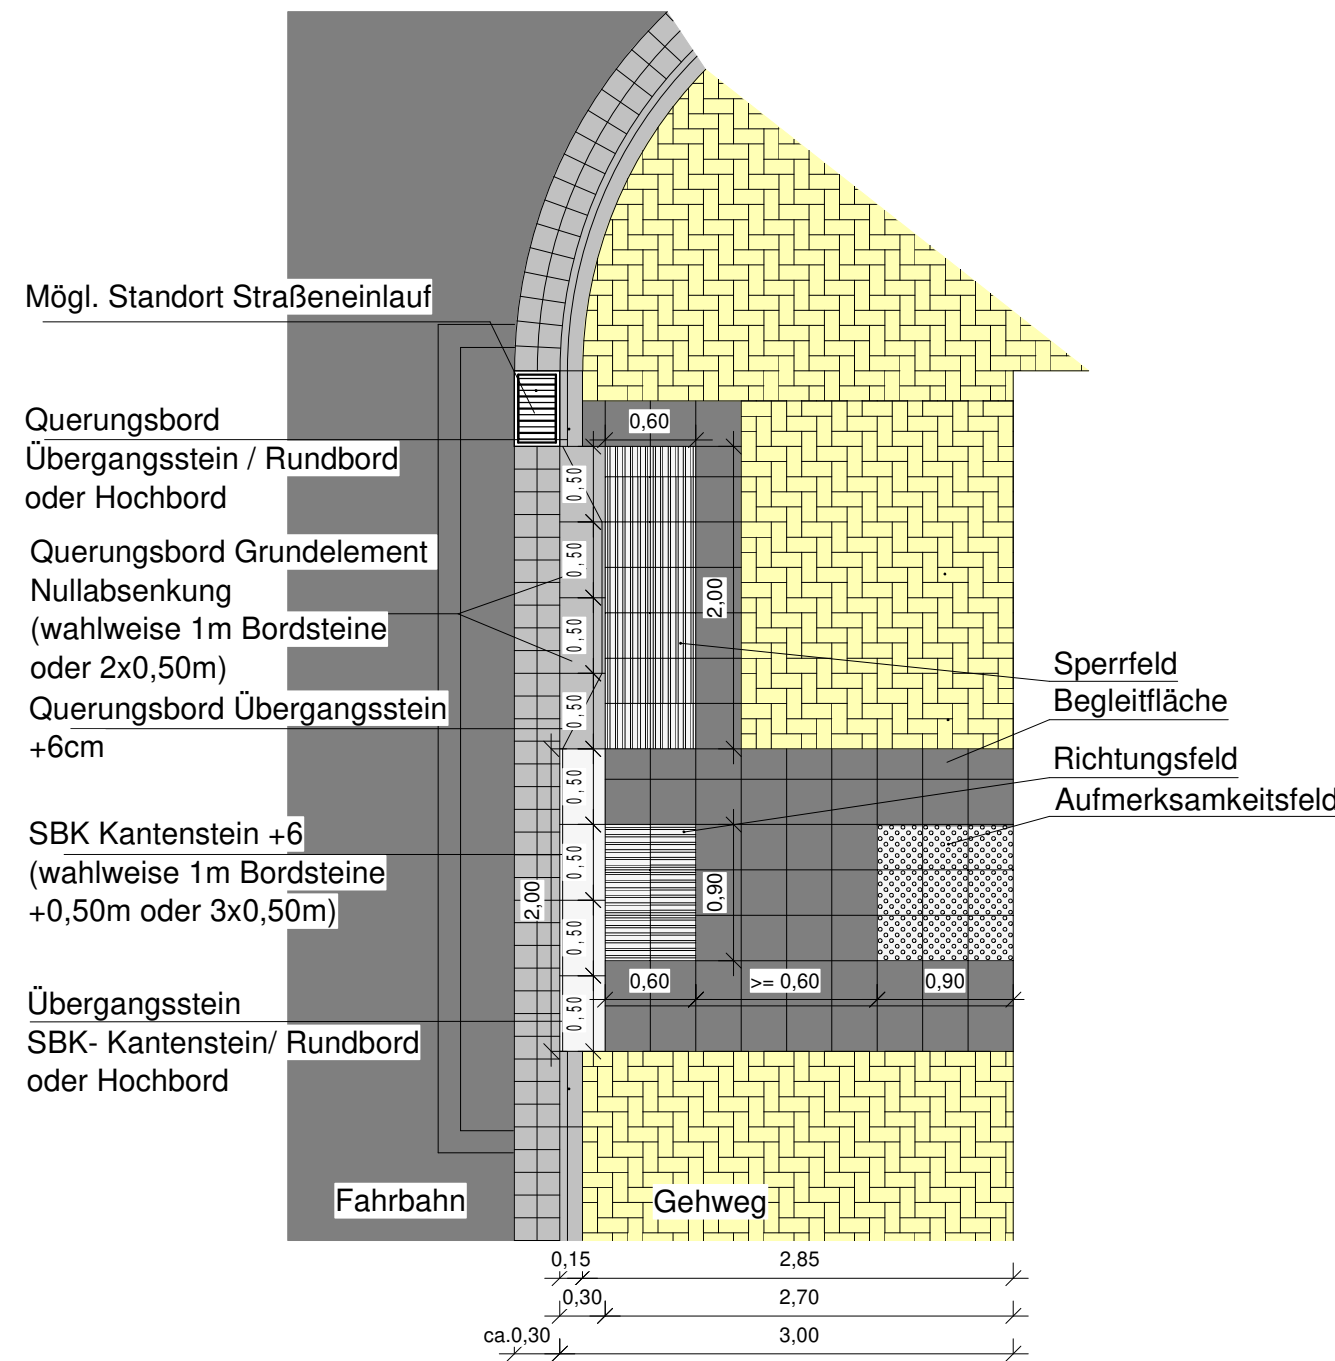 Mögl. Standort Straßeneinlauf
Querungsbord
Übergangsstein / Rundbord
oder Hochbord
Querungsbord Grundelement
Nullabsenkung
(wahlweise 1m Bordsteine
oder 2x0,50m)
Querungsbord Übergangsstein
+6cm
SBK Kantenstein +6
(wahlweise 1m Bordsteine
+0,50m oder 3x0,50m)
Übergangsstein
SBK- Kantenstein/ Rundbord
oder Hochbord
0,60
0,50
0,50
0,50
0,50
2,00
0,50
0,50
0,50
0,50
2,00
0,90
0,60
>= 0,60
0,90
Sperrfeld
Begleitfläche
Richtungsfeld
Aufmerksamkeitsfeld
Fahrbahn
Gehweg
0,15
2,85
0,30
2,70
ca.0,30
3,00